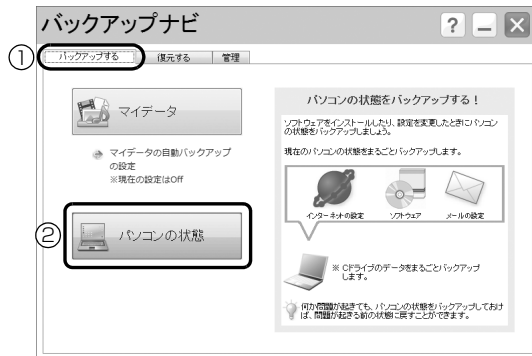 バックアップナビ
? － ×
① バックアップする 復元する 管理
マイデータ
マイデータの自動バックアップ
の設定
※現在の設定はOff
② パソコンの状態
パソコンの状態をバックアップする！
ソフトウェアをインストールしたり、設定を変更したときにパソコン
の状態をバックアップしましょう。
現在のパソコンの状態をまるごとバックアップします。
インターネットの設定 ソフトウェア メールの設定
※ Cドライブのデータをまるごとバックアップ
します。
何か問題が起きても、パソコンの状態をバックアップしておけ
ば、問題が起きる前の状態に戻すことができます。